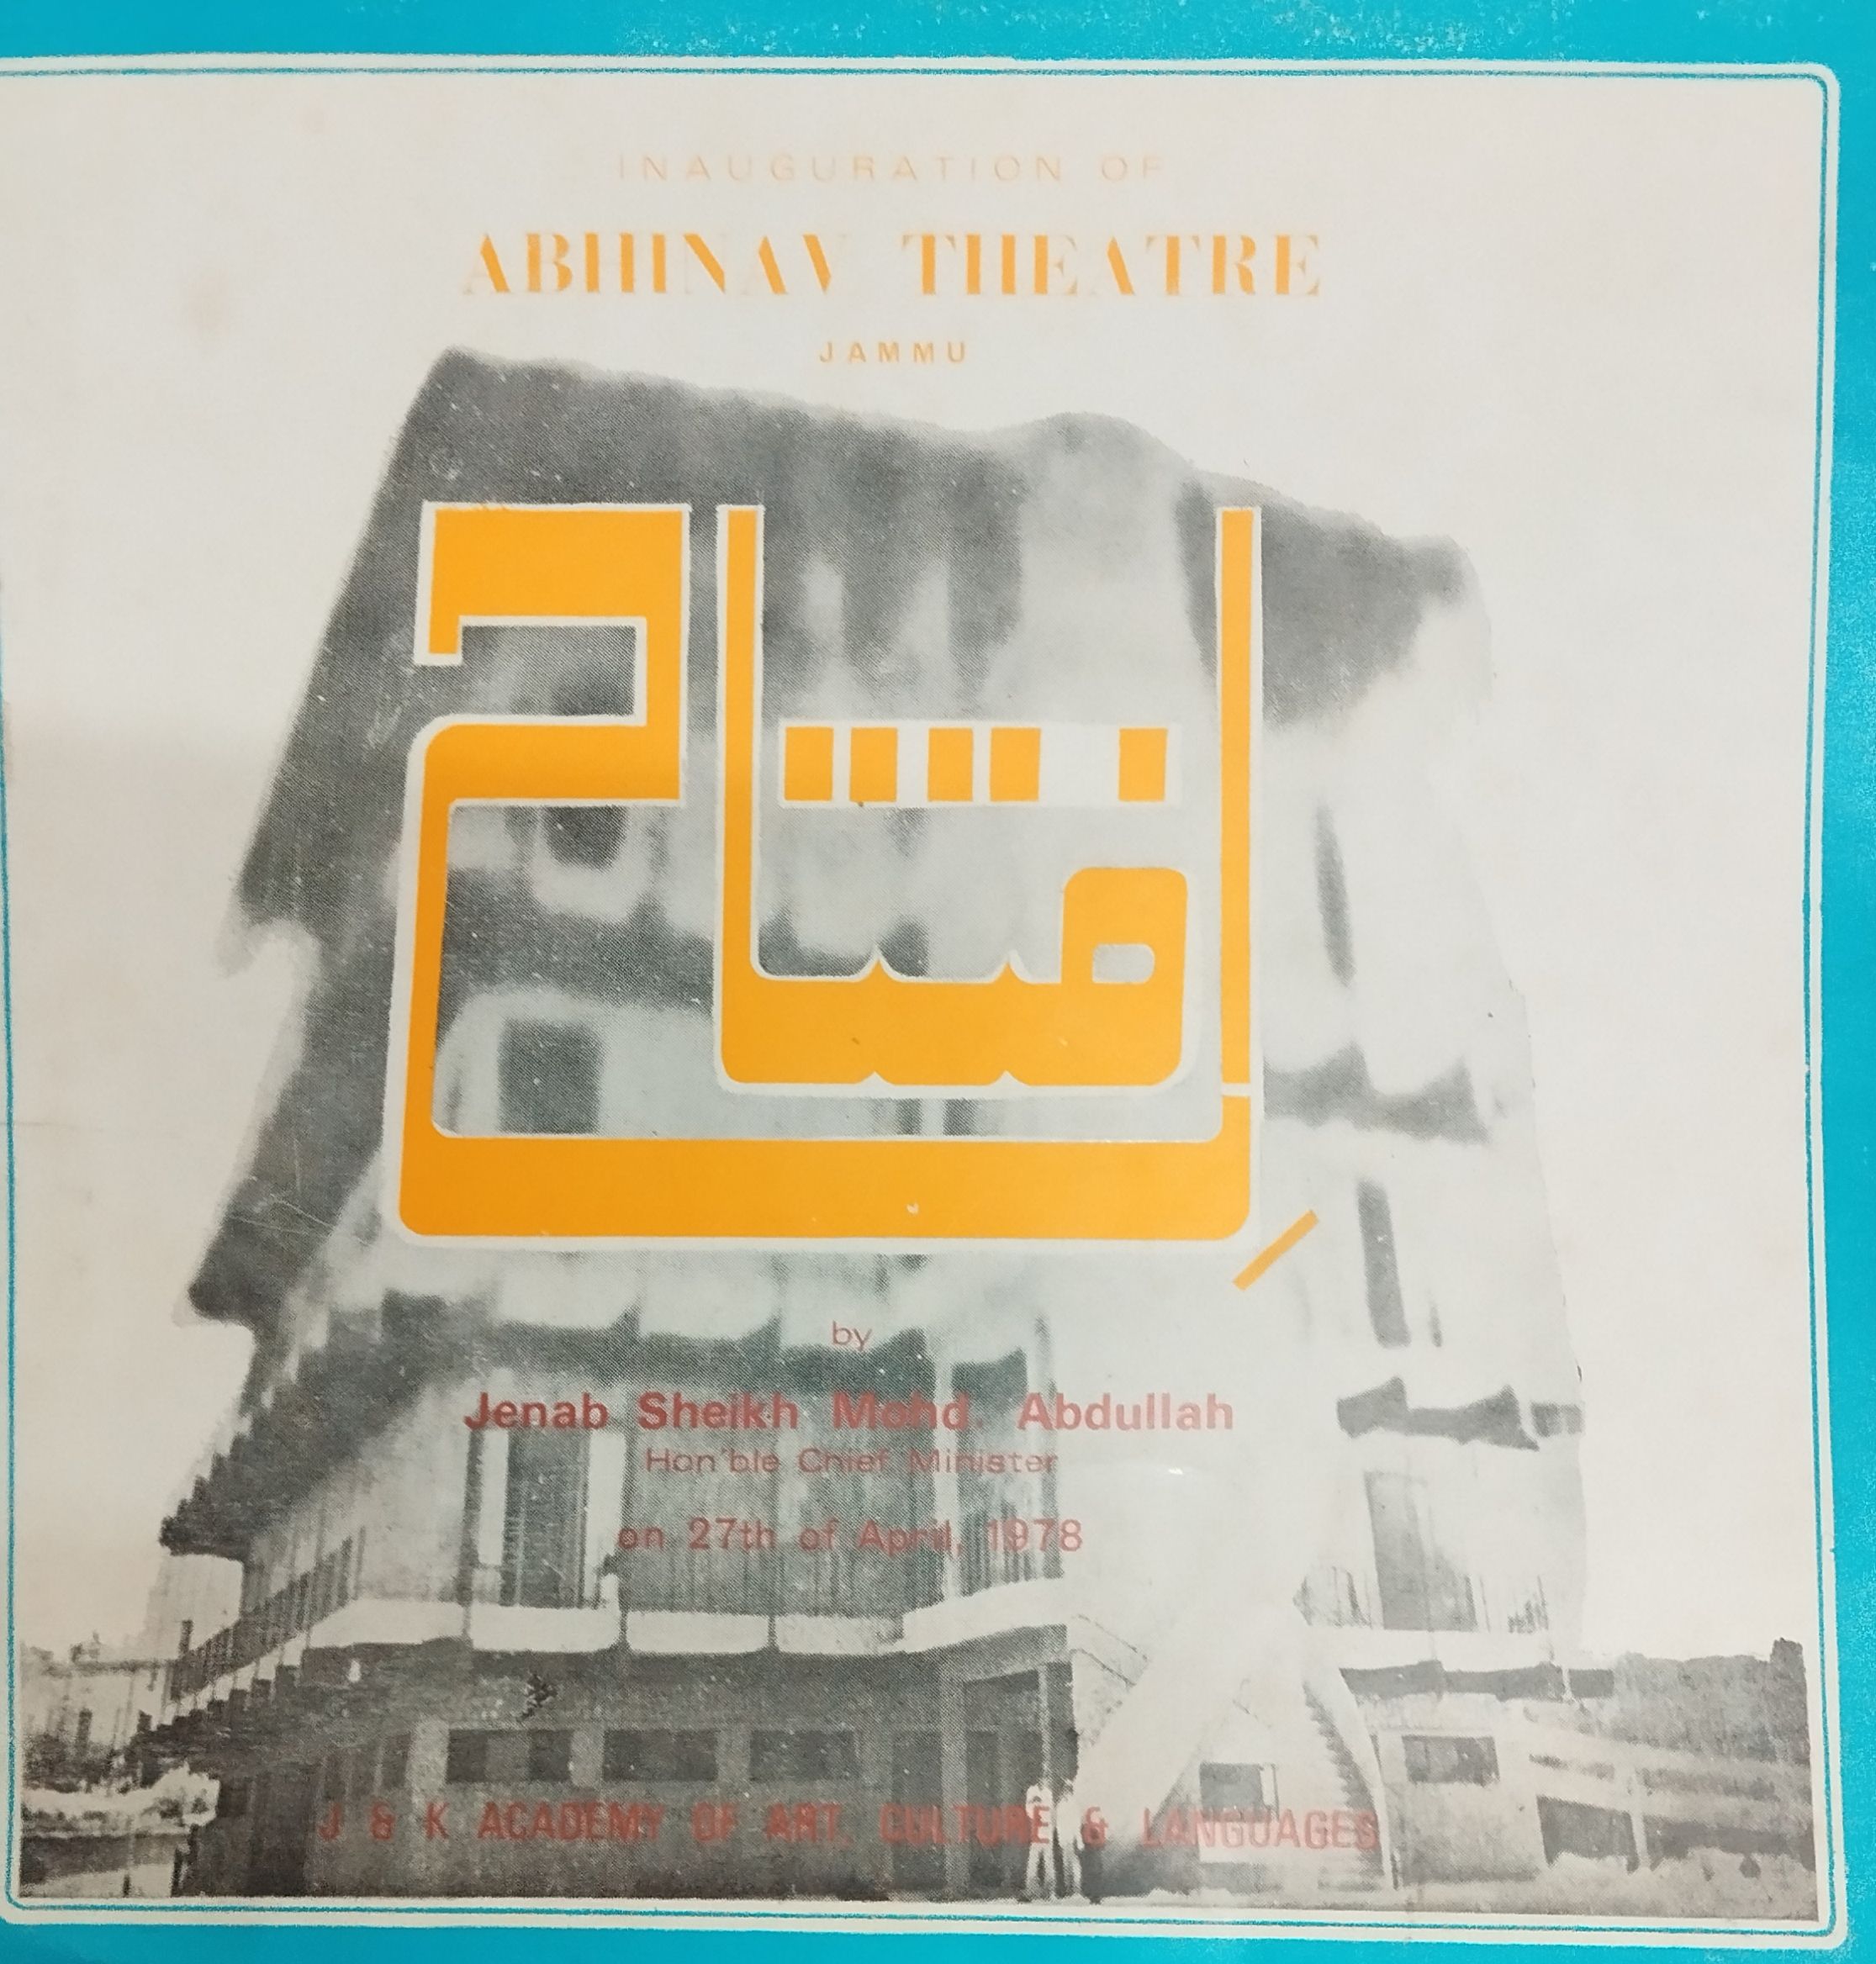 INAUGURATION OF
ABHINAV THEATRE
JAMMU
اِفتتاح
by
Jenab Sheikh Mohd. Abdullah
Hon'ble Chief Minister
on 27th of April, 1978
J & K ACADEMY OF ART, CULTURE & LANGUAGES